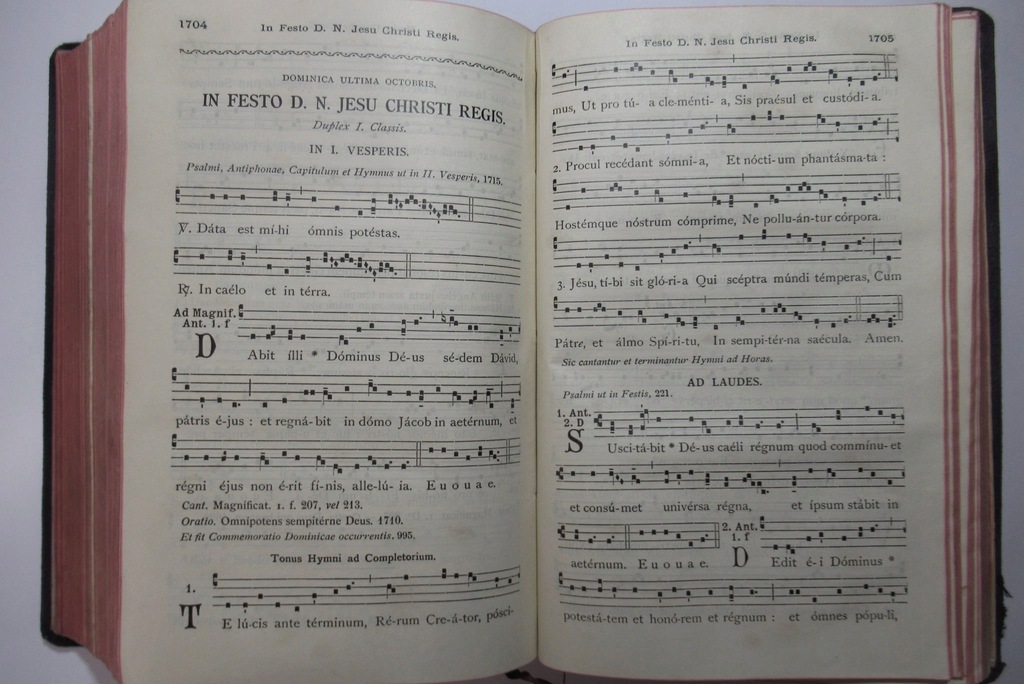 1704
In Festo D. N. Jesu Christi Regis.
DOMINICA ULTIMA OCTOBRIS.
IN FESTO D. N. JESU CHRISTI REGIS.
Duplex I. Classis.
IN I. VESPERIS.
Psalmi, Antiphonae, Capitulum et Hymnus ut in II. Vesperis, 1715.
℣. Dáta est mí-hi ómnis potéstas.
℟. In caélo et in térra.
Ad Magnif.
Ant. 1. f
D Abit ílli * Dóminus Dé-us sé-dem Dávid,
pátris é-jus : et regná-bit in dómo Jácob in aetérnum, et
régni éjus non é-rit fí-nis, alle-lú-ia. E u o u a e.
Cant. Magníficat. 1. f. 207, vel 213.
Oratio. Omnípotens sempitérne Deus. 1710.
Et fit Commemoratio Dominicae occurrentis. 995.
Tonus Hymni ad Completorium.
1.
T E lú-cis ante términum, Ré-rum Cre-á-tor, pósci-
In Festo D. N. Jesu Christi Regis.
1705
mus, Ut pro tú- a cle-ménti- a, Sis praésul et custódi- a.
2. Procul recédant sómni-a, Et nócti-um phantásma-ta :
Hostémque nóstrum cómprime, Ne pollu-án-tur córpora.
3. Jésu, tí-bi sit gló-ri-a Qui scéptra múndi témperas, Cum
Pátre, et álmo Spí-ri-tu, In sempi-tér-na saécula. Amen.
Sic cantantur et terminantur Hymni ad Horas.
AD LAUDES.
Psalmi ut in Festis, 221.
1. Ant.
2. D
S Usci-tá-bit * Dé-us caéli régnum quod commínu-et
et consú-met univérsa régna, et ípsum stábit in
aetérnum. E u o u a e.
2. Ant.
1. f
D Edit é-i Dóminus *
potestá-tem et honó-rem et régnum : et ómnes pópu-li,